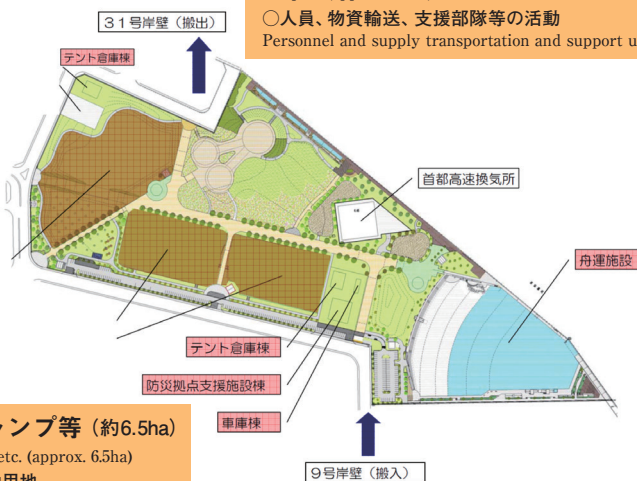 31号岸壁（搬出）
○人員、物資輸送、支援部隊等の活動
Personnel and supply transportation and support u
テント倉庫棟
首都高速換気所
舟運施設
テント倉庫棟
防災拠点支援施設棟
車庫棟
ンプ等（約6.5ha）
etc. (approx. 6.5ha)
9号岸壁（搬入）